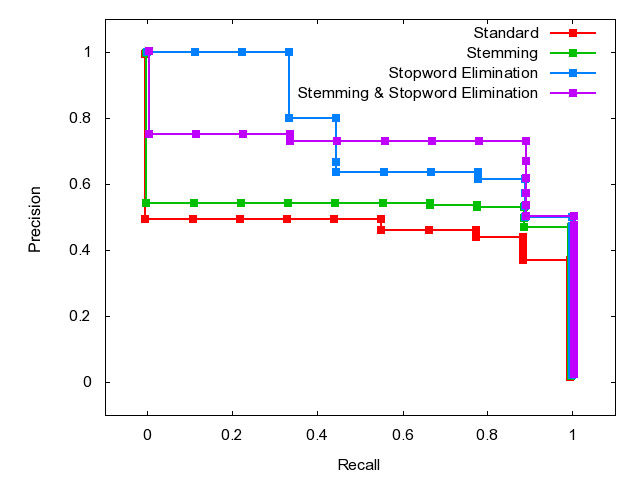 Standard
Stemming
Stopword Elimination
Stemming & Stopword Elimination
1
0.8
0.6
0.4
0.2
0
Precision
0 0.2 0.4 0.6 0.8 1
Recall